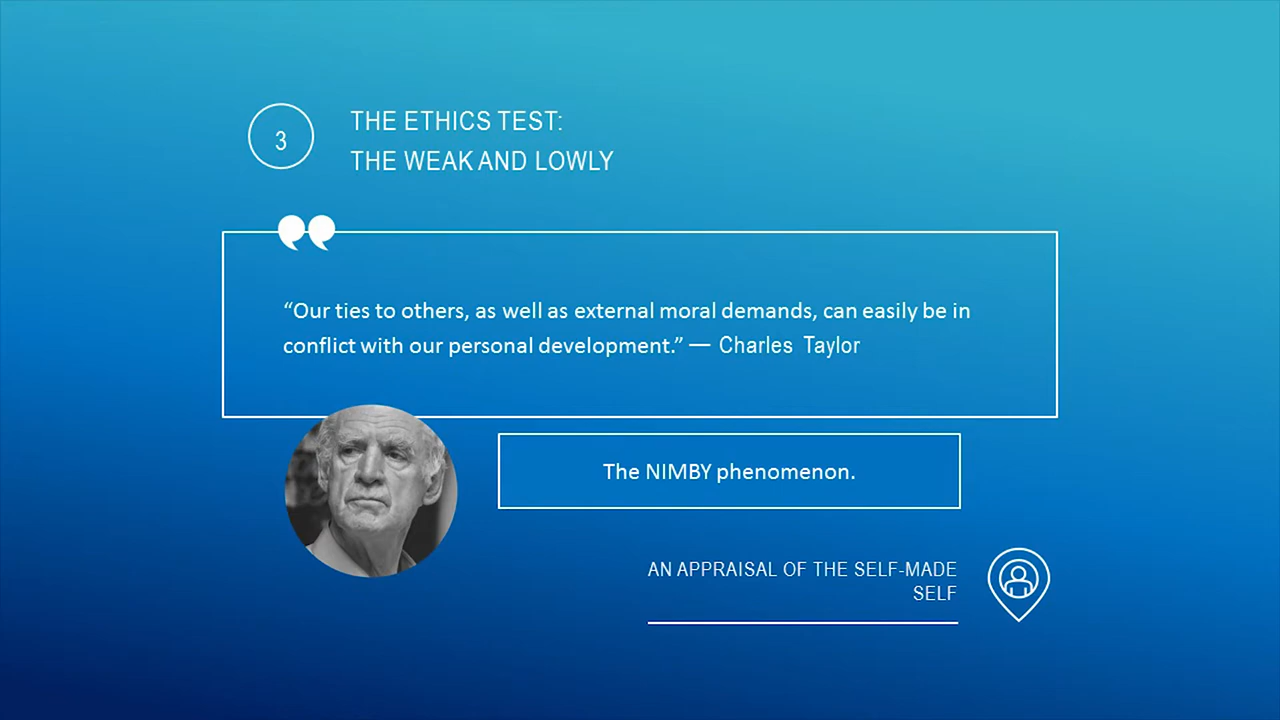 3
THE ETHICS TEST:
THE WEAK AND LOWLY
“Our ties to others, as well as external moral demands, can easily be in
conflict with our personal development.” — Charles Taylor
The NIMBY phenomenon.
AN APPRAISAL OF THE SELF-MADE
SELF